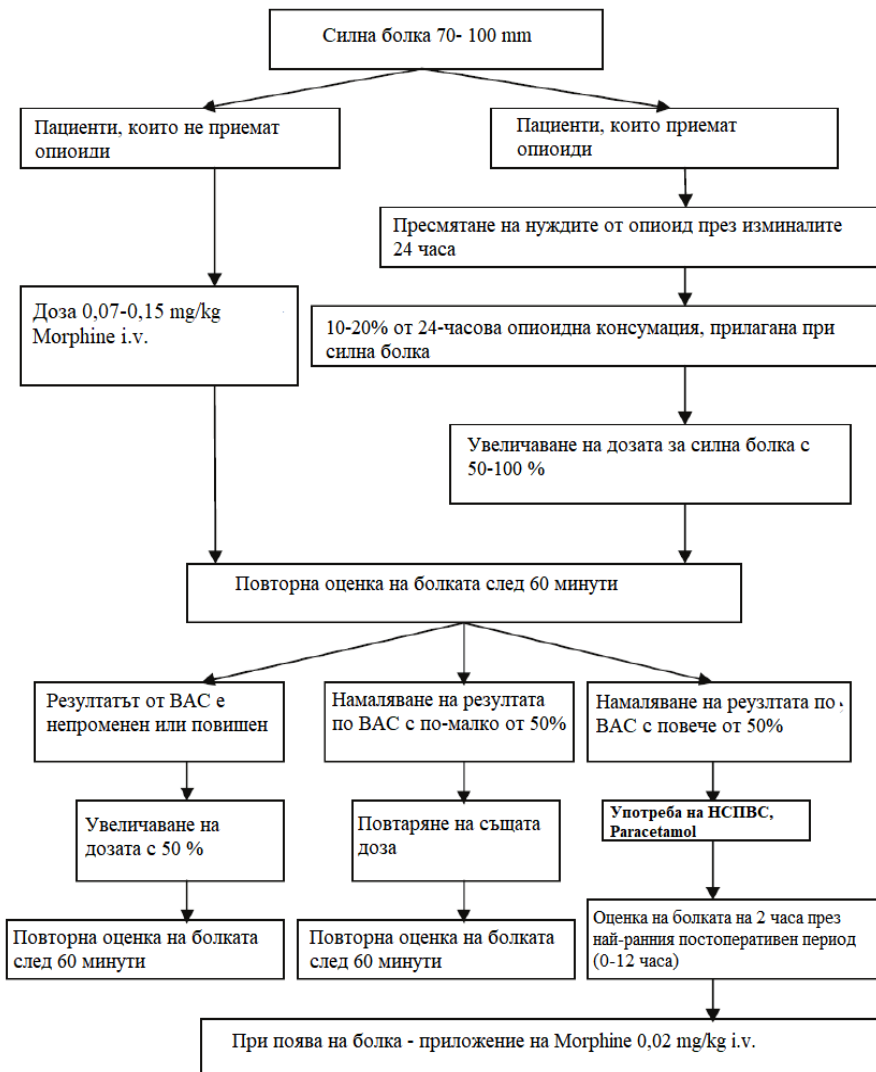 Силна болка 70- 100 mm
Пациенти, които не приемат
опиоиди
Пациенти, които приемат
опиоиди
Пресмятане на нуждите от опиоид през изминалите
24 часа
Доза 0,07-0,15 mg/kg
Morphine i.v.
10-20% от 24-часова опиоидна консумация, прилагана при
силна болка
Увеличаване на дозата за силна болка с
50-100 %
Повторна оценка на болката след 60 минути
Резултатът от ВАС е
непроменен или повишен
Намаляване на резултата
по ВАС с по-малко от 50%
Намаляване на реузлтата по
ВАС с повече от 50%
Увеличаване на
дозата с 50 %
Повтаряне на същата
доза
Употреба на НСПВС,
Paracetamol
Повторна оценка на болката
след 60 минути
Повторна оценка на болката
след 60 минути
Оценка на болката на 2 часа през
най-ранния постоперативен период
(0-12 часа)
При поява на болка - приложение на Morphine 0,02 mg/kg i.v.